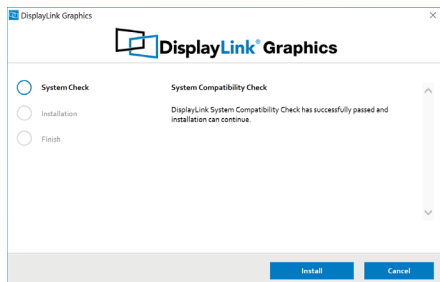 DisplayLink Graphics
DisplayLink® Graphics
System Check
Installation
Finish
System Compatibility Check
DisplayLink System Compatibility Check has successfully passed and
installation can continue.
Install
Cancel